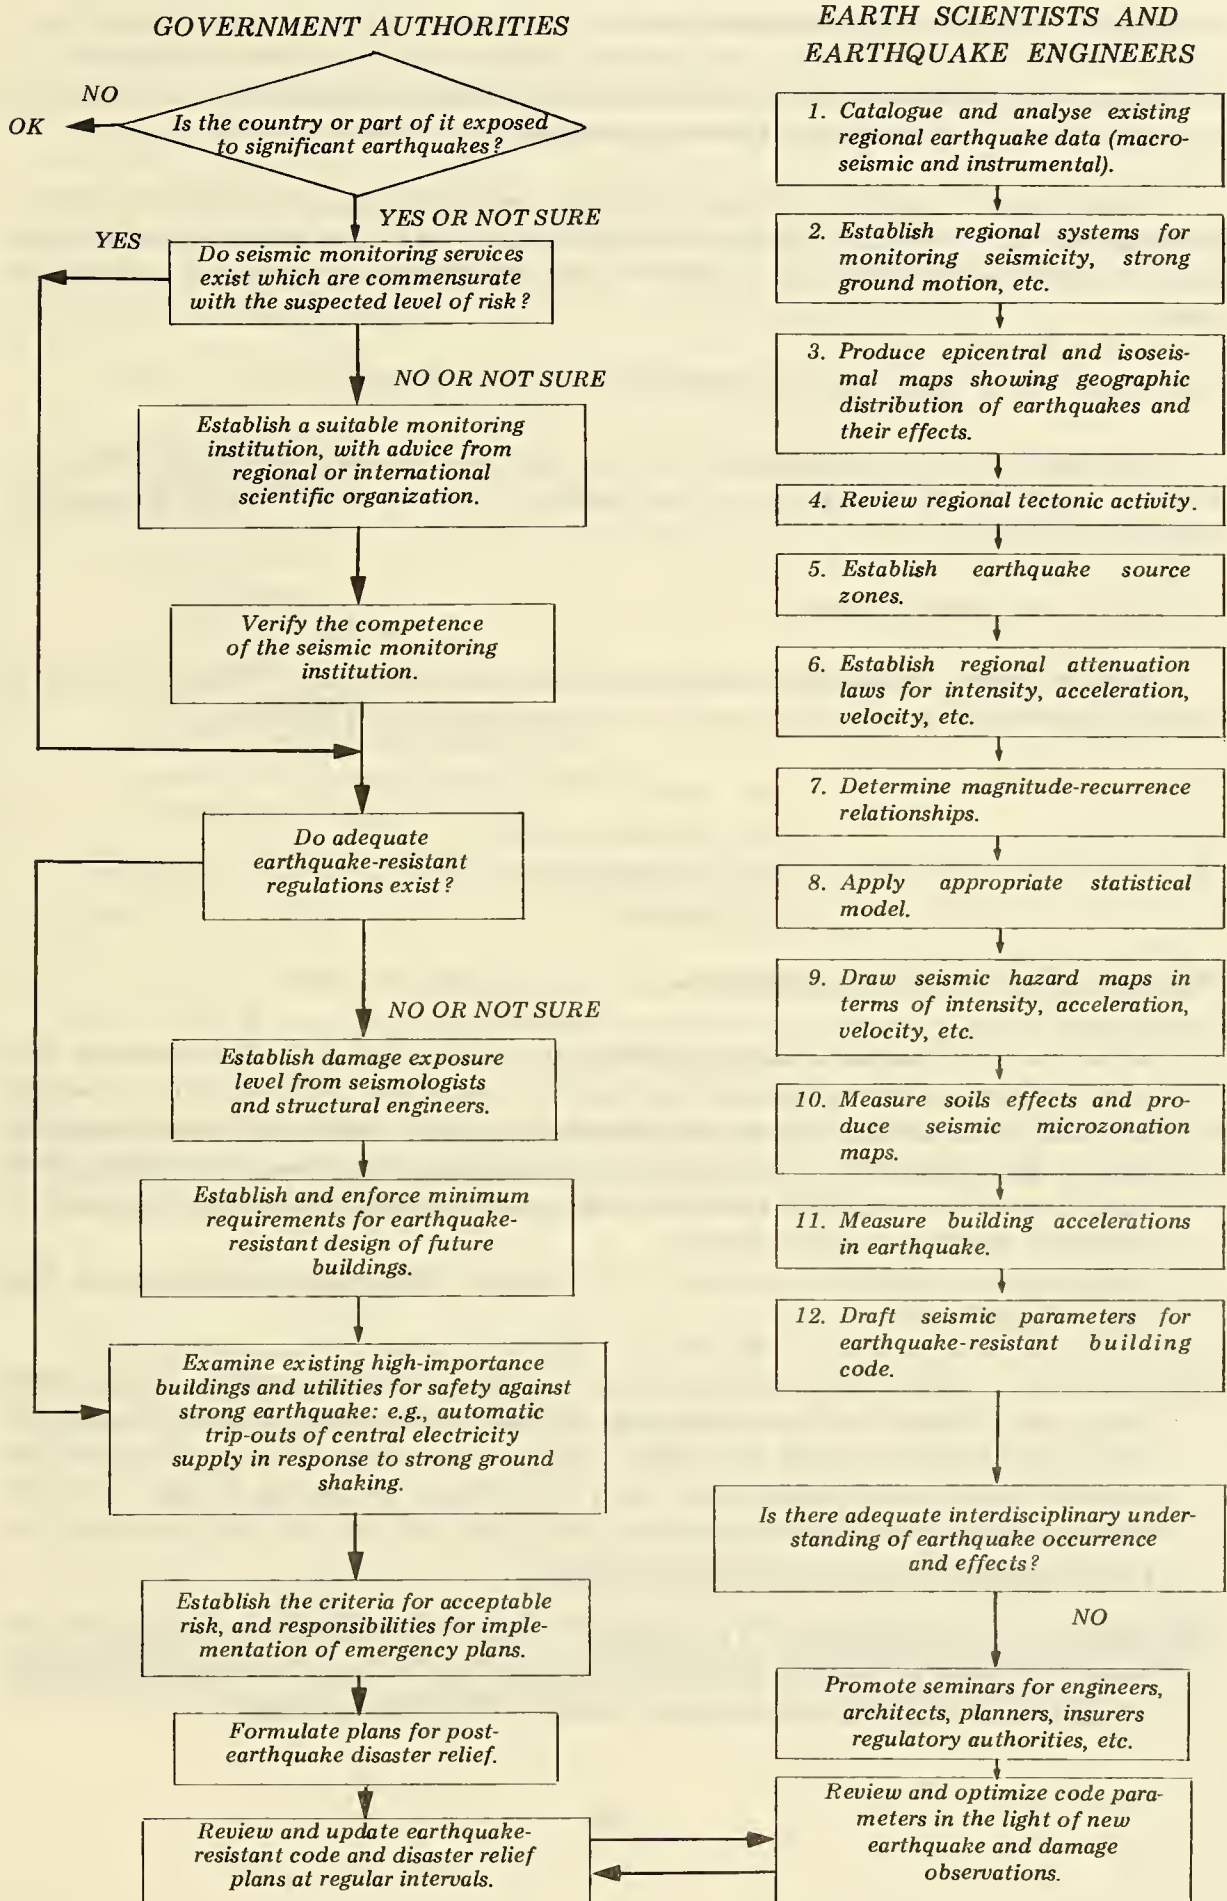 GOVERNMENT AUTHORITIES
NO
OK
Is the country or part of it exposed
to significant earthquakes?
YES OR NOT SURE
YES
Do seismic monitoring services
exist which are commensurate
with the suspected level of risk?
NO OR NOT SURE
Establish a suitable monitoring
institution, with advice from
regional or international
scientific organization.
Verify the competence
of the seismic monitoring
institution.
Do adequate
earthquake-resistant
regulations exist?
NO OR NOT SURE
Establish damage exposure
level from seismologists
and structural engineers.
Establish and enforce minimum
requirements for earthquake-
resistant design of future
buildings.
Examine existing high-importance
buildings and utilities for safety against
strong earthquake: e.g., automatic
trip-outs of central electricity
supply in response to strong ground
shaking.
Establish the criteria for acceptable
risk, and responsibilities for imple-
mentation of emergency plans.
Formulate plans for post-
earthquake disaster relief.
Review and update earthquake-
resistant code and disaster relief
plans at regular intervals.
EARTH SCIENTISTS AND
EARTHQUAKE ENGINEERS
1. Catalogue and analyse existing
regional earthquake data (macro-
seismic and instrumental).
2. Establish regional systems for
monitoring seismicity, strong
ground motion, etc.
3. Produce epicentral and isoseis-
mal maps showing geographic
distribution of earthquakes and
their effects.
4. Review regional tectonic activity.
5. Establish earthquake source
zones.
6. Establish regional attenuation
laws for intensity, acceleration,
velocity, etc.
7. Determine magnitude-recurrence
relationships.
8. Apply appropriate statistical
model.
9. Draw seismic hazard maps in
terms of intensity, acceleration,
velocity, etc.
10. Measure soils effects and pro-
duce seismic microzonation
maps.
11. Measure building accelerations
in earthquake.
12. Draft seismic parameters for
earthquake-resistant building
code.
Is there adequate interdisciplinary under-
standing of earthquake occurrence
and effects?
NO
Promote seminars for engineers,
architects, planners, insurers
regulatory authorities, etc.
Review and optimize code para-
meters in the light of new
earthquake and damage
observations.